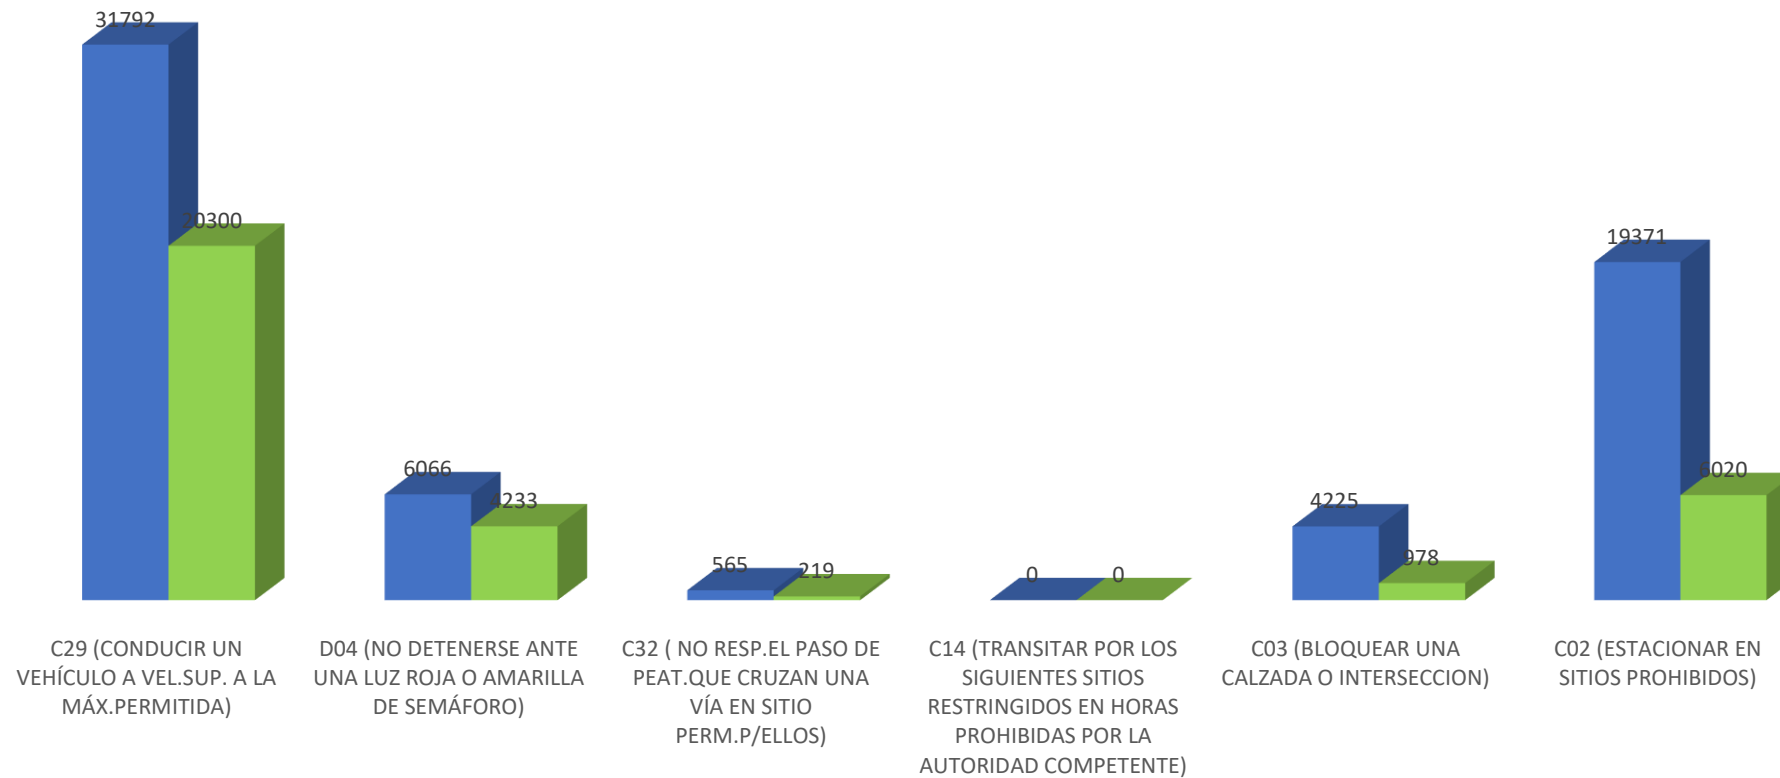 31792
20300
6066
4233
565
219
0
0
4225
978
19371
6020
C29 (CONDUCIR UN
VEHÍCULO A VEL.SUP. A LA
MÁX.PERMITIDA)
D04 (NO DETENERSE ANTE
UNA LUZ ROJA O AMARILLA
DE SEMÁFORO)
C32 ( NO RESP.EL PASO DE
PEAT.QUE CRUZAN UNA
VÍA EN SITIO
PERM.P/ELLOS)
C14 (TRANSITAR POR LOS
SIGUIENTES SITIOS
RESTRINGIDOS EN HORAS
PROHIBIDAS POR LA
AUTORIDAD COMPETENTE)
C03 (BLOQUEAR UNA
CALZADA O INTERSECCION)
C02 (ESTACIONAR EN
SITIOS PROHIBIDOS)